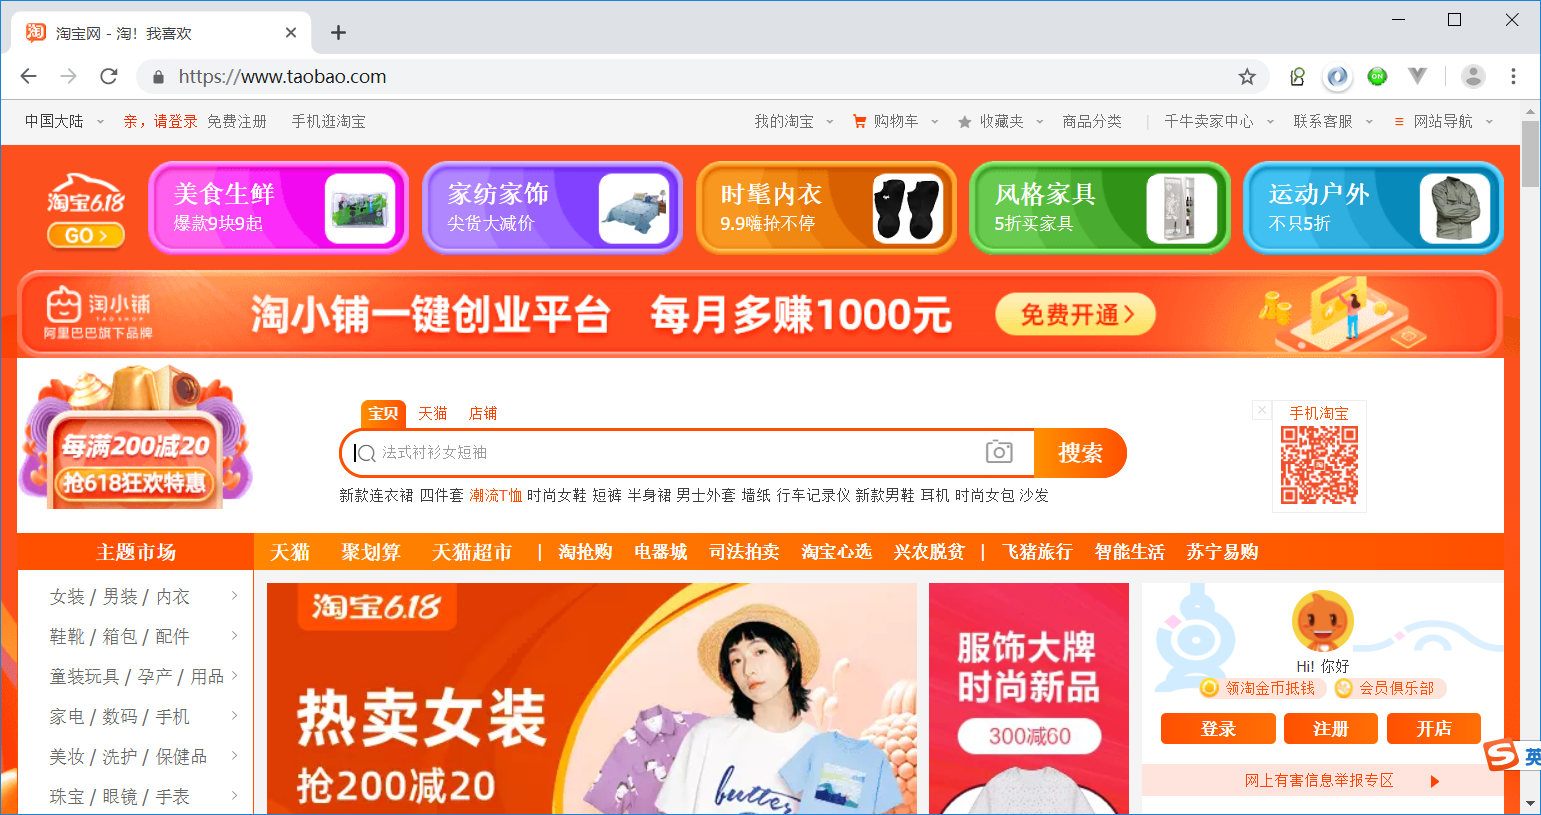 淘宝网 - 淘！我喜欢
https://www.taobao.com
ON
中国大陆 亲，请登录 免费注册 手机逛淘宝 我的淘宝 购物车 收藏夹 商品分类 千牛卖家中心 联系客服 网站导航
淘宝6.18
GO >
美食生鲜
爆款9块9起
家纺家饰
尖货大减价
时髦内衣
9.9嗨抢不停
风格家具
5折买家具
运动户外
不只5折
淘小铺
TAO SHOP
阿里巴巴旗下品牌
淘小铺一键创业平台 每月多赚1000元
免费开通 >
每满200减20
抢618狂欢特惠
宝贝 天猫 店铺
法式衬衫女短袖
搜索
新款连衣裙 四件套 潮流T恤 时尚女鞋 短裤 半身裙 男士外套 墙纸 行车记录仪 新款男鞋 耳机 时尚女包 沙发
手机淘宝
主题市场 天猫 聚划算 天猫超市 | 淘抢购 电器城 司法拍卖 淘宝心选 兴农脱贫 | 飞猪旅行 智能生活 苏宁易购
女装 / 男装 / 内衣
鞋靴 / 箱包 / 配件
童装玩具 / 孕产 / 用品
家电 / 数码 / 手机
美妆 / 洗护 / 保健品
珠宝 / 眼镜 / 手表
淘宝6.18
热卖女装
抢200减20
butter
服饰大牌
时尚新品
300减60
Hi! 你好
领淘金币抵钱 会员俱乐部
登录 注册 开店
网上有害信息举报专区
英